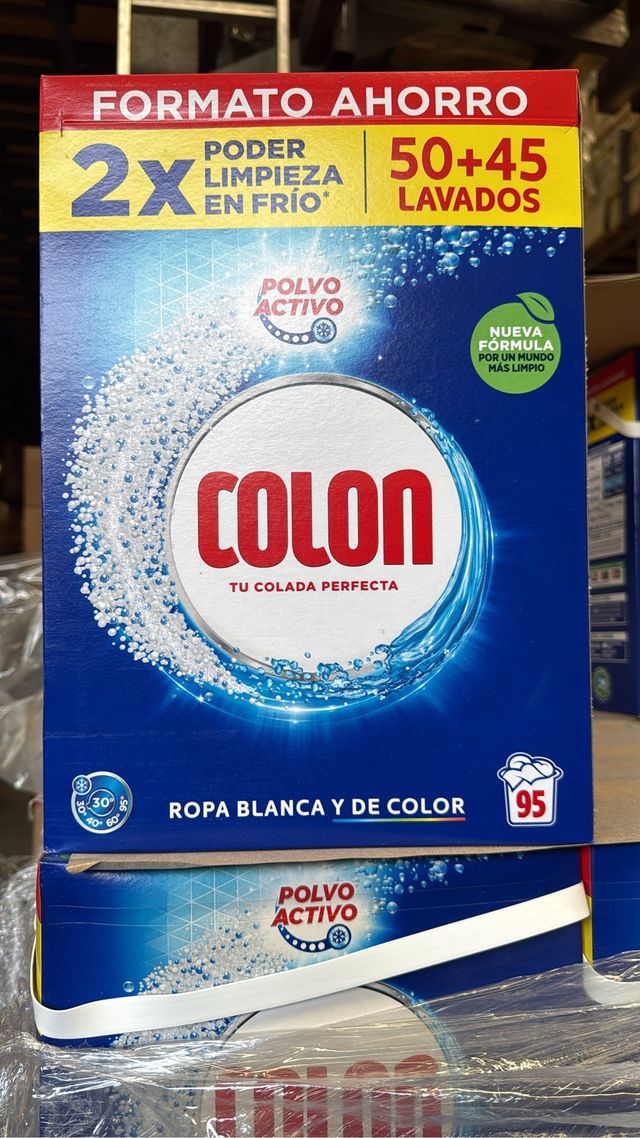 FORMATO AHORRO
2x
PODER
LIMPIEZA
EN FRÍO*
50+45
LAVADOS
POLVO
ACTIVO
NUEVA
FÓRMULA
POR UN MUNDO
MÁS LIMPIO
COLON
TU COLADA PERFECTA
30°
30° 40° 60° 95°
ROPA BLANCA Y DE COLOR
95
POLVO
ACTIVO
COLON